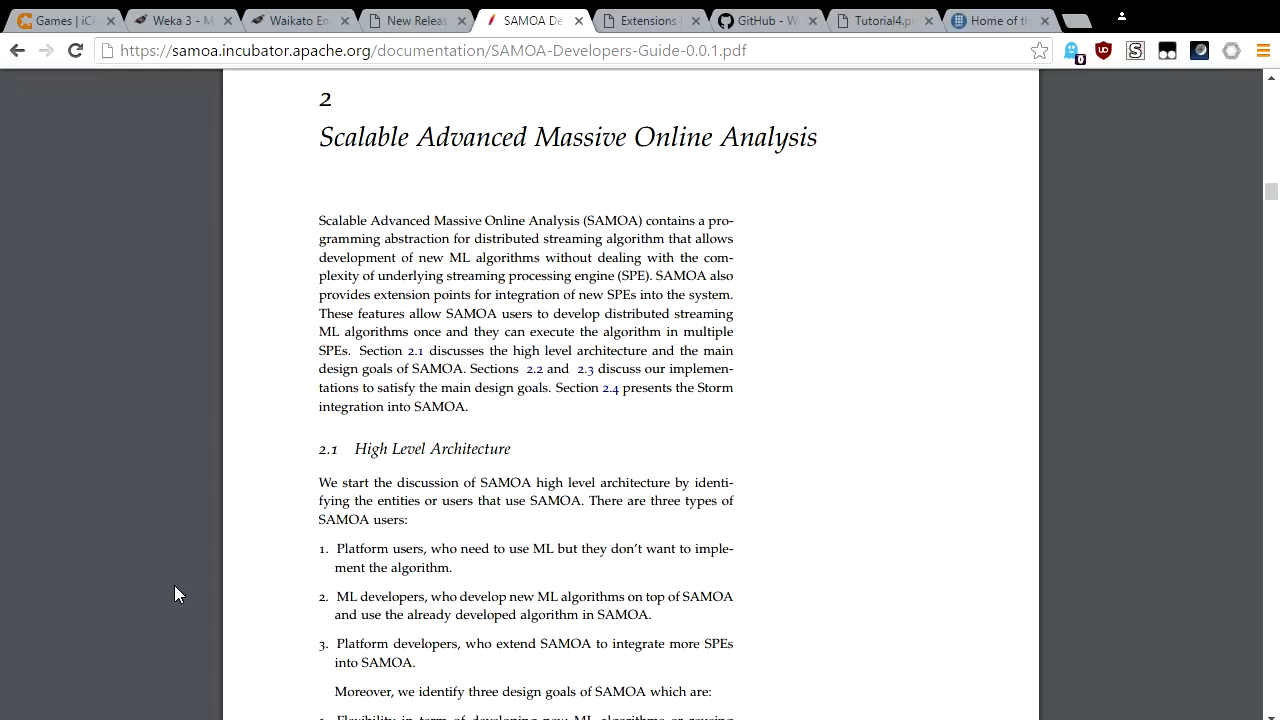 Games | iCi
Weka 3 - M
Waikato En
New Releas
SAMOA De
Extensions |
GitHub - W
Tutorial4.p
Home of th
https://samoa.incubator.apache.org/documentation/SAMOA-Developers-Guide-0.0.1.pdf
2
Scalable Advanced Massive Online Analysis
Scalable Advanced Massive Online Analysis (SAMOA) contains a pro-
gramming abstraction for distributed streaming algorithm that allows
development of new ML algorithms without dealing with the com-
plexity of underlying streaming processing engine (SPE). SAMOA also
provides extension points for integration of new SPEs into the system.
These features allow SAMOA users to develop distributed streaming
ML algorithms once and they can execute the algorithm in multiple
SPEs. Section 2.1 discusses the high level architecture and the main
design goals of SAMOA. Sections 2.2 and 2.3 discuss our implemen-
tations to satisfy the main design goals. Section 2.4 presents the Storm
integration into SAMOA.
2.1 High Level Architecture
We start the discussion of SAMOA high level architecture by identi-
fying the entities or users that use SAMOA. There are three types of
SAMOA users:
1. Platform users, who need to use ML but they don't want to imple-
ment the algorithm.
2. ML developers, who develop new ML algorithms on top of SAMOA
and use the already developed algorithm in SAMOA.
3. Platform developers, who extend SAMOA to integrate more SPEs
into SAMOA.
Moreover, we identify three design goals of SAMOA which are:
1. Flexibility in term of developing new ML algorithms or reusing